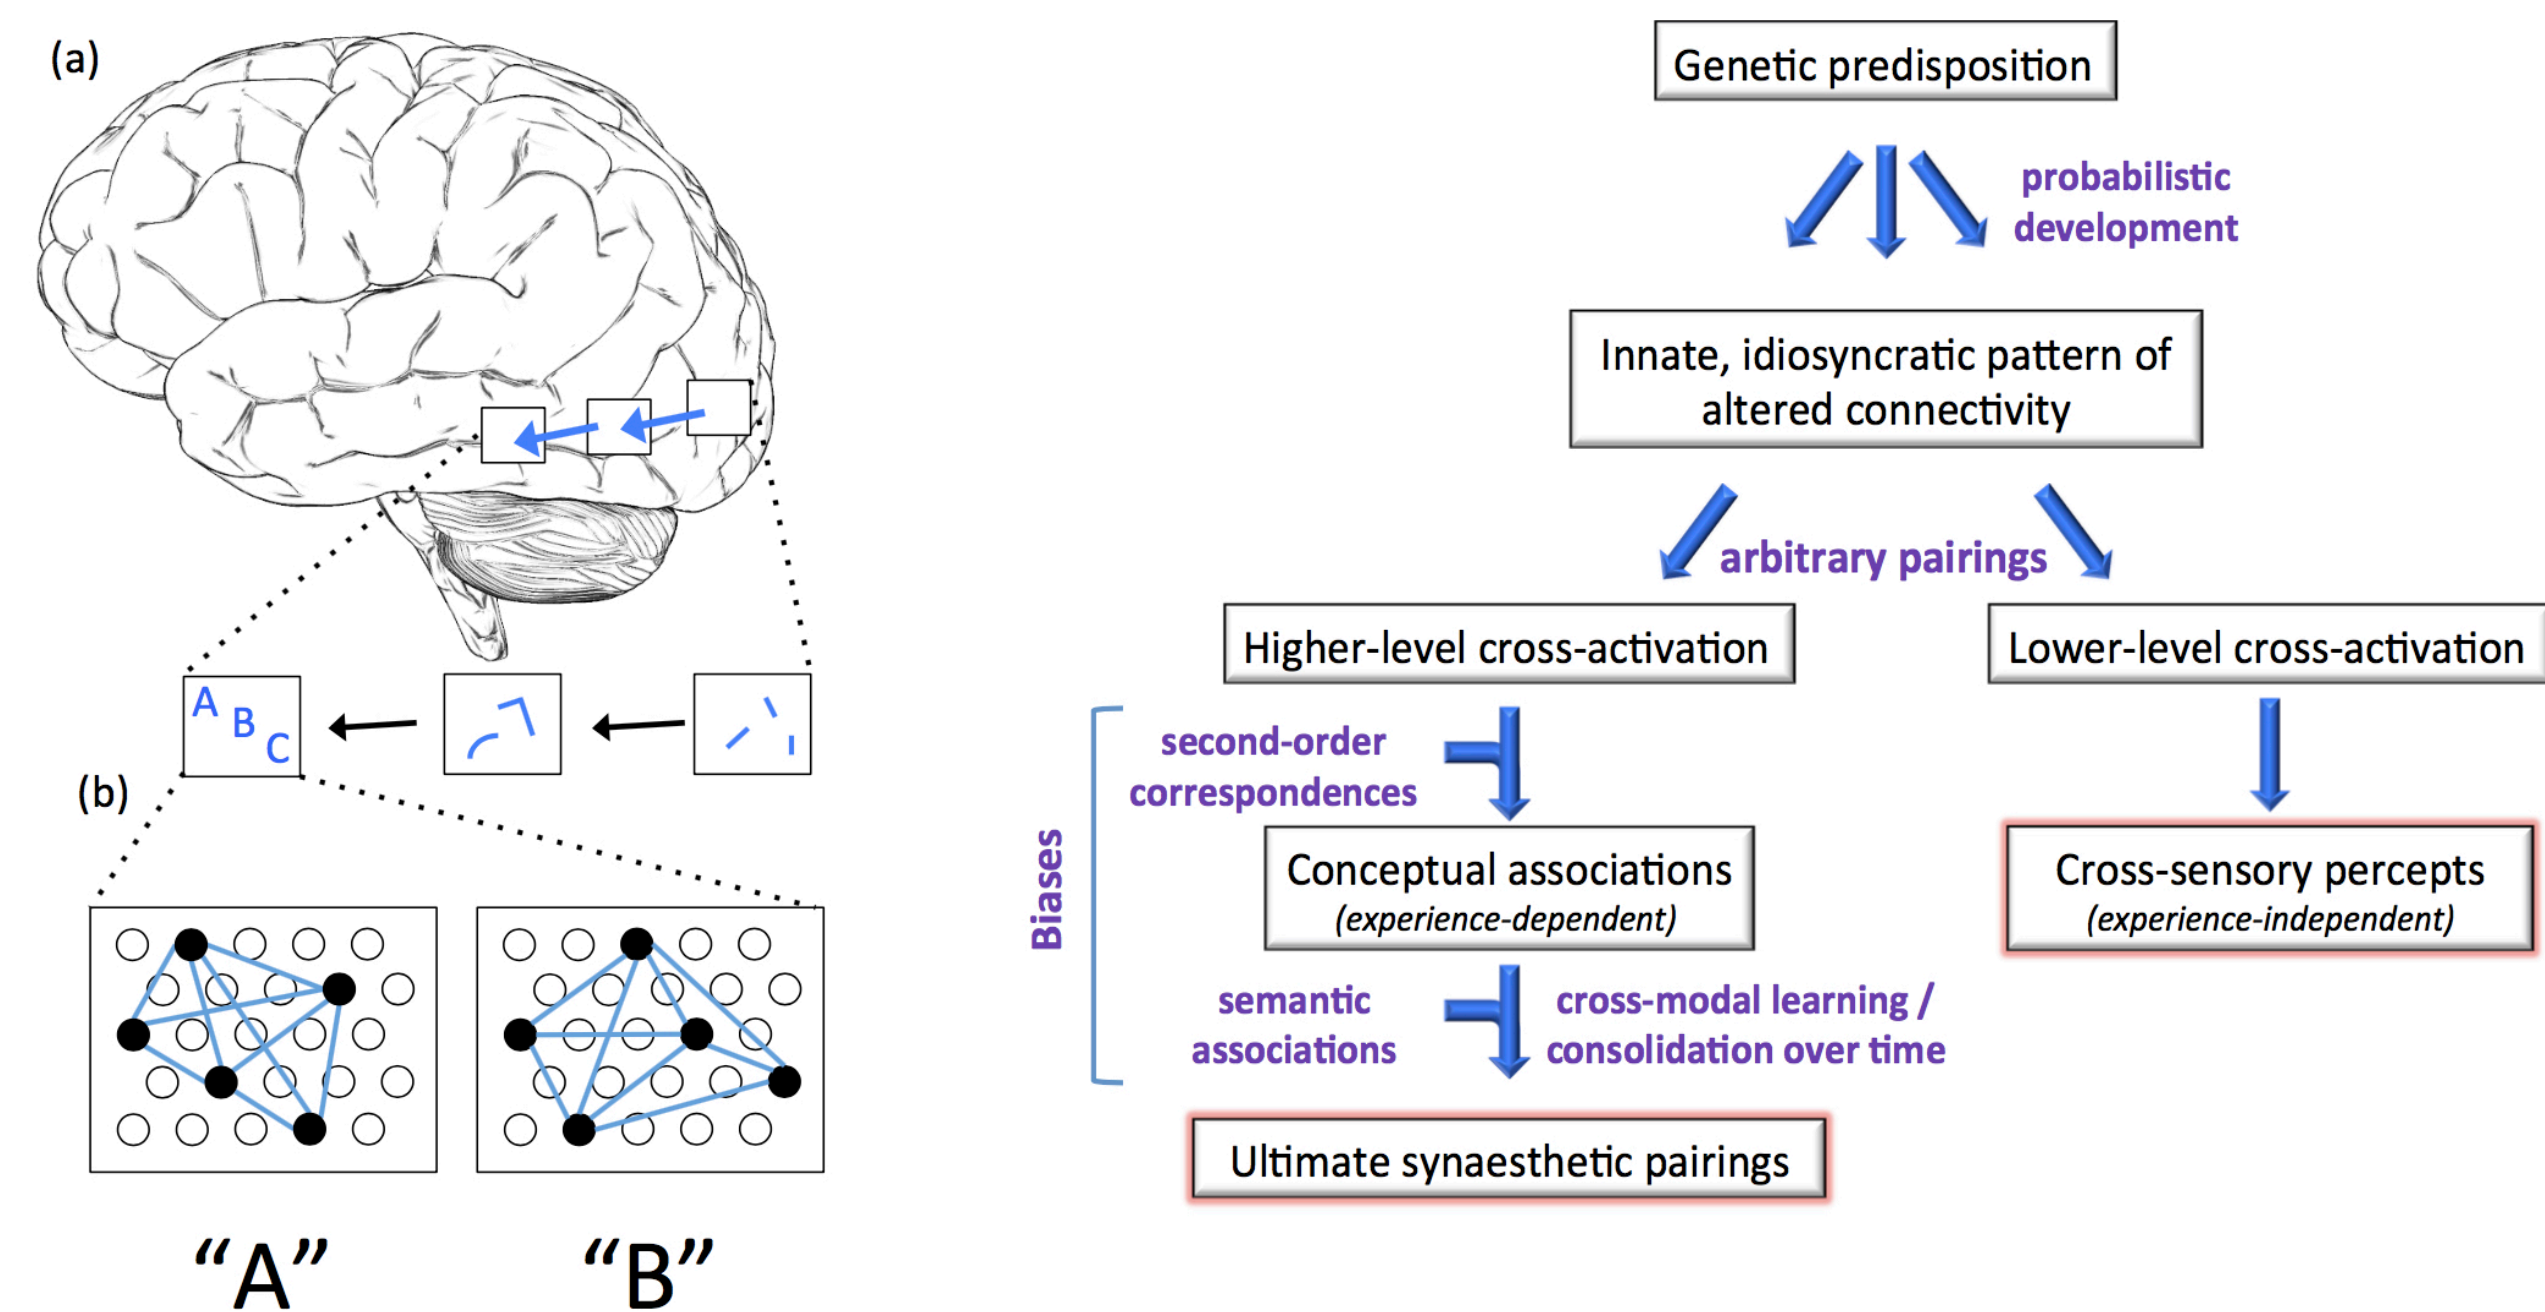 (a)
A
B
C
(b)
“A”
“B”
Genetic predisposition
probabilistic
development
Innate, idiosyncratic pattern of
altered connectivity
arbitrary pairings
Higher-level cross-activation
Lower-level cross-activation
Biases
second-order
correspondences
Conceptual associations
(experience-dependent)
Cross-sensory percepts
(experience-independent)
semantic
associations
cross-modal learning /
consolidation over time
Ultimate synaesthetic pairings